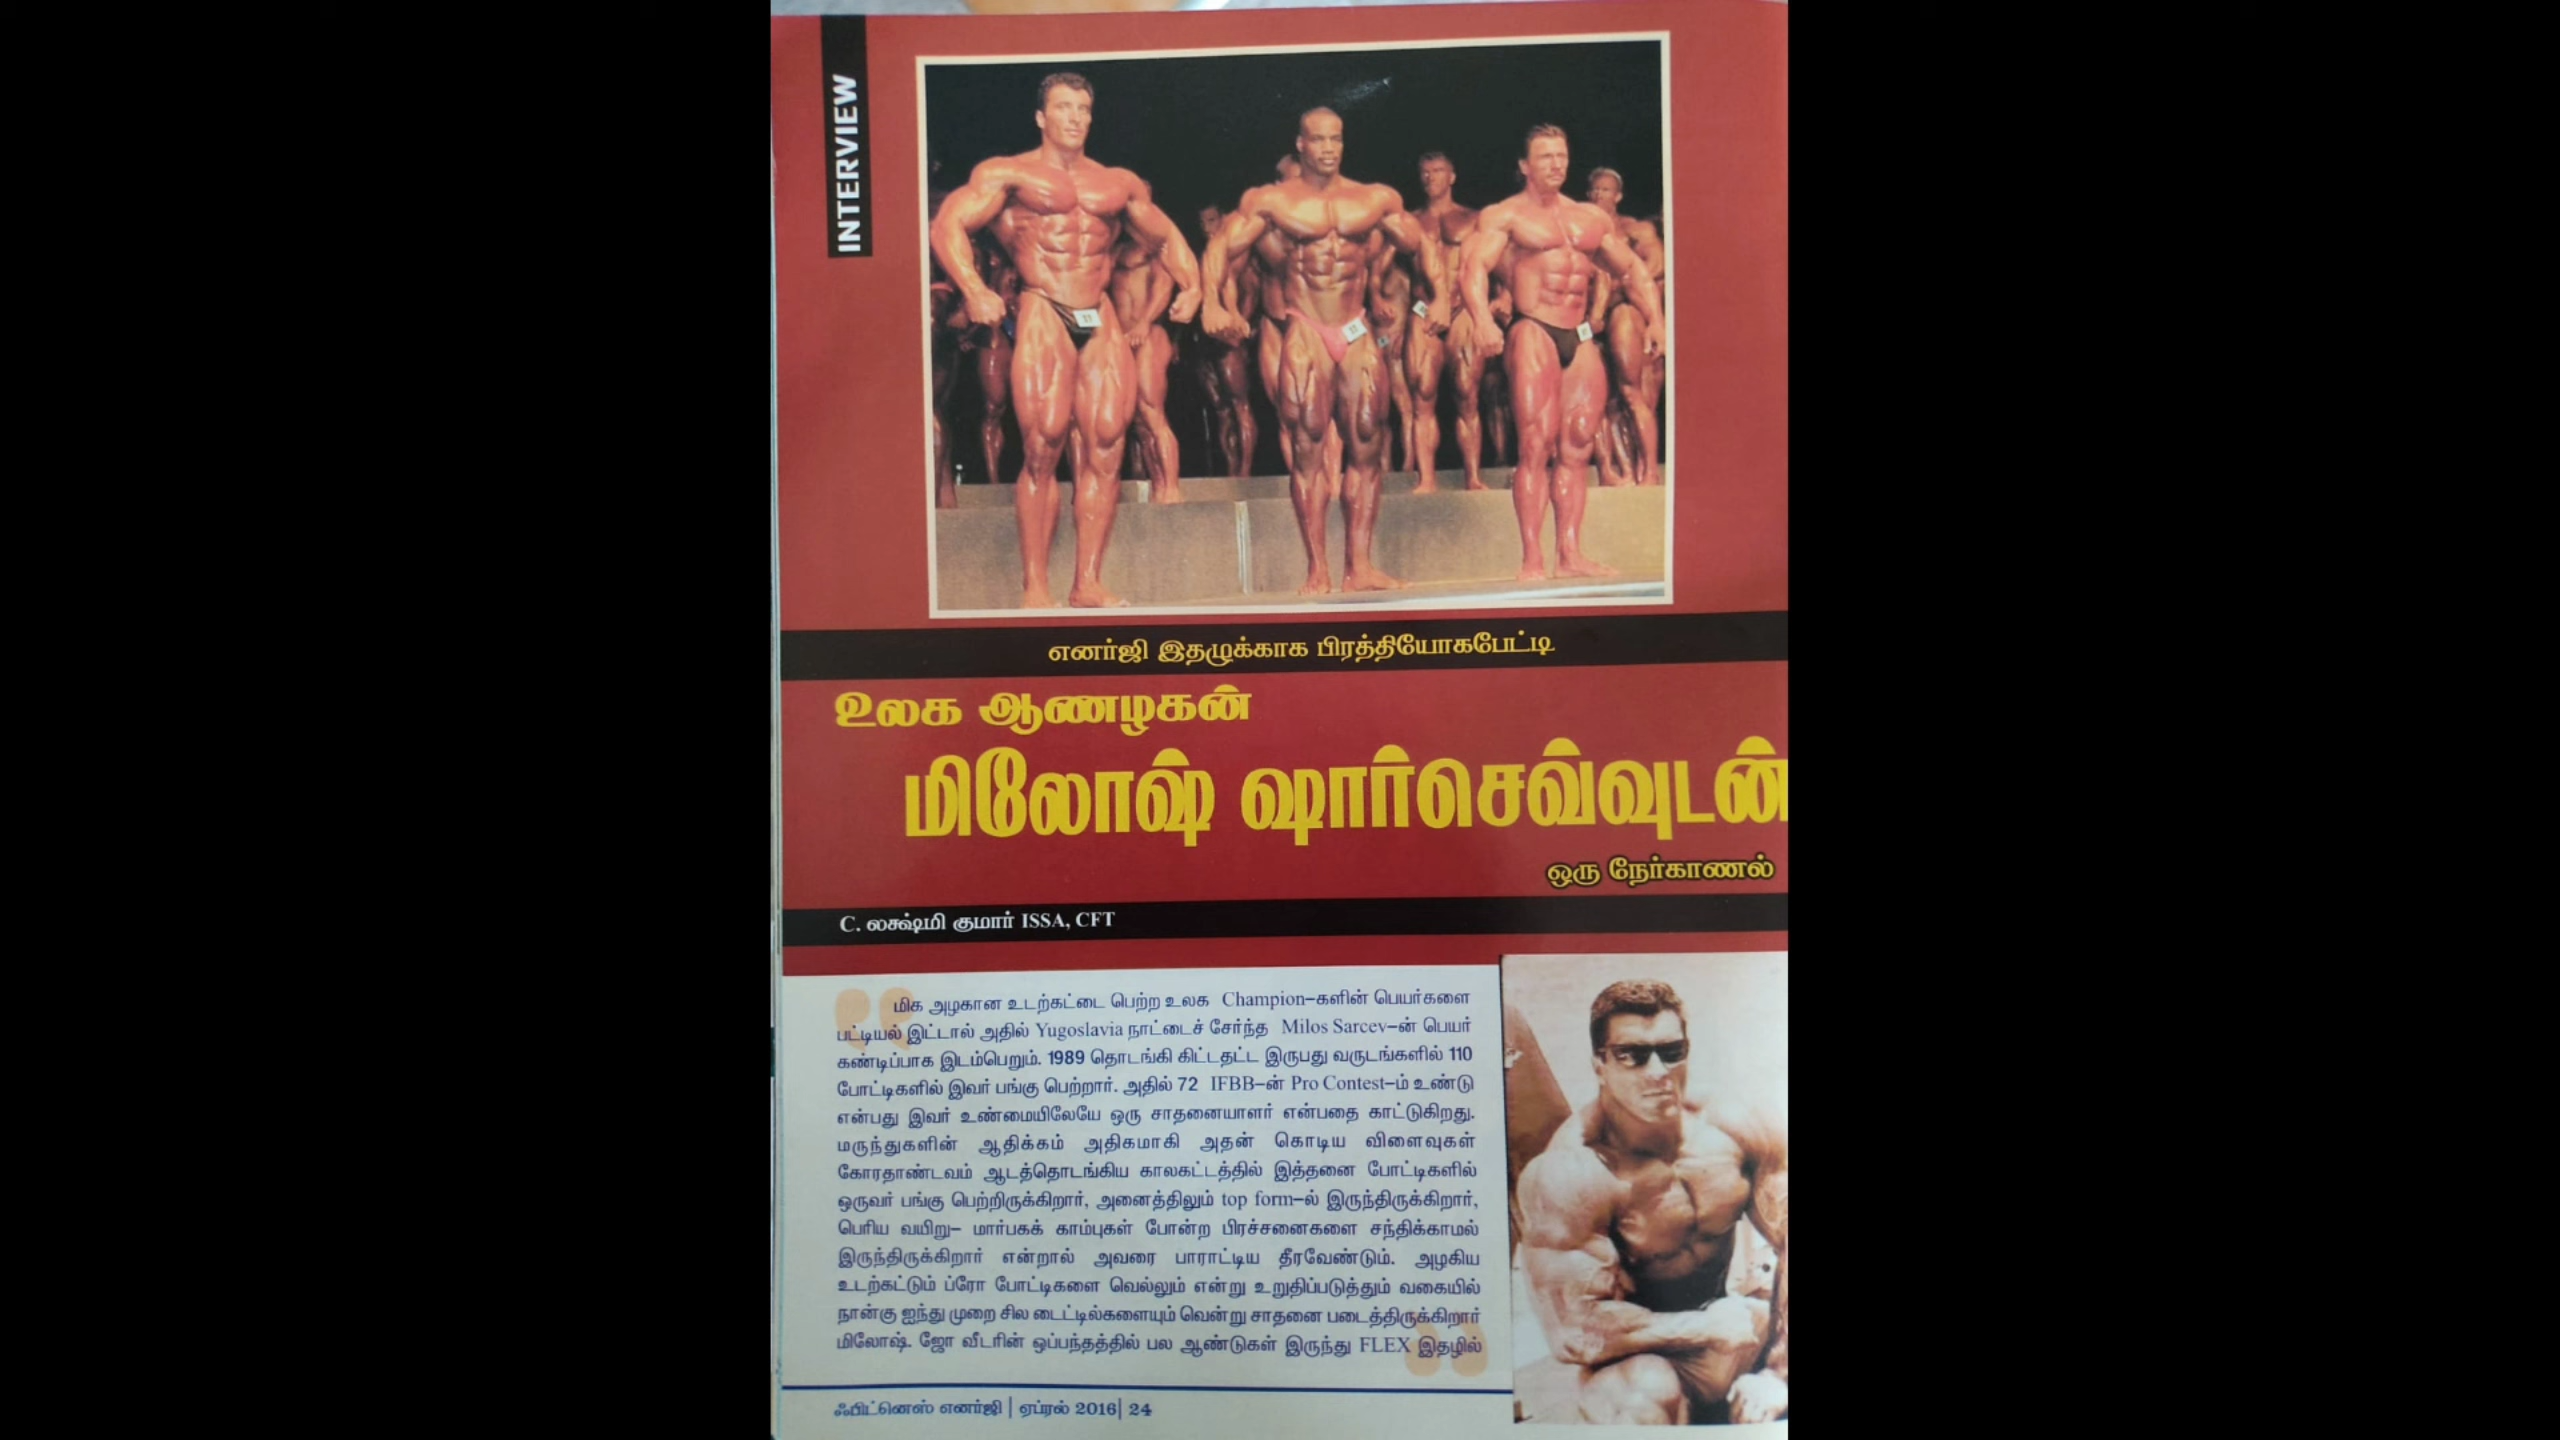 INTERVIEW
எனர்ஜி இதழுக்காக பிரத்தியோகபேட்டி
உலக ஆணழகன்
மிலோஷ் ஷார்செவ்வுடன்
ஒரு நேர்காணல்
C. லக்ஷ்மி குமார் ISSA, CFT
மிக அழகான உடற்கட்டை பெற்ற உலக Champion-களின் பெயர்களை
பட்டியல் இட்டால் அதில் Yugoslavia நாட்டைச் சேர்ந்த Milos Sarcev-ன் பெயர்
கண்டிப்பாக இடம்பெறும். 1989 தொடங்கி கிட்டதட்ட இருபது வருடங்களில் 110
போட்டிகளில் இவர் பங்கு பெற்றார். அதில் 72 IFBB-ன் Pro Contest-ம் உண்டு
என்பது இவர் உண்மையிலேயே ஒரு சாதனையாளர் என்பதை காட்டுகிறது.
மருந்துகளின் ஆதிக்கம் அதிகமாகி அதன் கொடிய விளைவுகள்
கோரதாண்டவம் ஆடத்தொடங்கிய காலகட்டத்தில் இத்தனை போட்டிகளில்
ஒருவர் பங்கு பெற்றிருக்கிறார், அனைத்திலும் top form-ல் இருந்திருக்கிறார்,
பெரிய வயிறு- மார்பகக் காம்புகள் போன்ற பிரச்சனைகளை சந்திக்காமல்
இருந்திருக்கிறார் என்றால் அவரை பாராட்டிய தீரவேண்டும். அழகிய
உடற்கட்டும் ப்ரோ போட்டிகளை வெல்லும் என்று உறுதிப்படுத்தும் வகையில்
நான்கு ஐந்து முறை சில டைட்டில்களையும் வென்று சாதனை படைத்திருக்கிறார்
மிலோஷ். ஜோ வீடரின் ஒப்பந்தத்தில் பல ஆண்டுகள் இருந்து FLEX இதழில்
ஃபிட்னெஸ் எனர்ஜி | ஏப்ரல் 2016 | 24